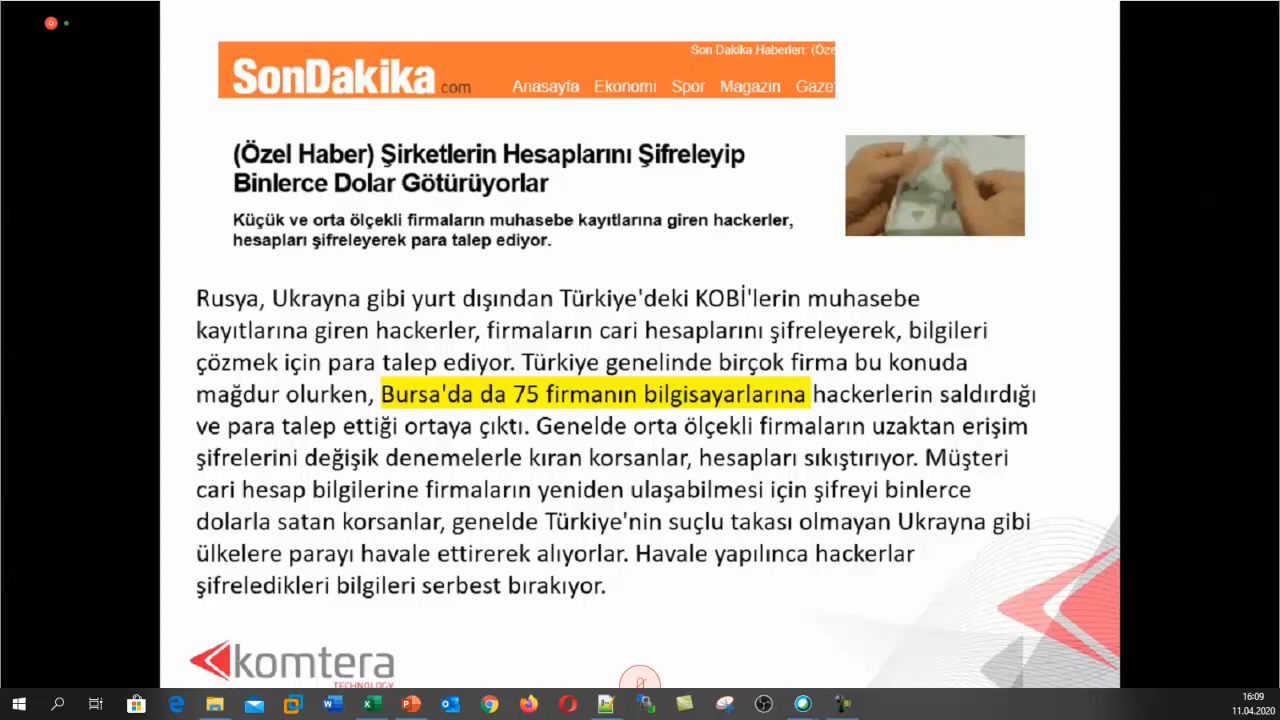 Son Dakika Haberleri: (Öze
SonDakika.com
Anasayfa Ekonomi Spor Magazin Gaze
(Özel Haber) Şirketlerin Hesaplarını Şifreleyip
Binlerce Dolar Götürüyorlar
Küçük ve orta ölçekli firmaların muhasebe kayıtlarına giren hackerler,
hesapları şifreleyerek para talep ediyor.
Rusya, Ukrayna gibi yurt dışından Türkiye'deki KOBİ'lerin muhasebe
kayıtlarına giren hackerler, firmaların cari hesaplarını şifreleyerek, bilgileri
çözmek için para talep ediyor. Türkiye genelinde birçok firma bu konuda
mağdur olurken, Bursa'da da 75 firmanın bilgisayarlarına hackerlerin saldırdığı
ve para talep ettiği ortaya çıktı. Genelde orta ölçekli firmaların uzaktan erişim
şifrelerini değişik denemelerle kıran korsanlar, hesapları sıkıştırıyor. Müşteri
cari hesap bilgilerine firmaların yeniden ulaşabilmesi için şifreyi binlerce
dolarla satan korsanlar, genelde Türkiye'nin suçlu takası olmayan Ukrayna gibi
ülkelere parayı havale ettirerek alıyorlar. Havale yapılınca hackerlar
şifreledikleri bilgileri serbest bırakıyor.
komtera
TECHNOLOGY
16:09
11.04.2020